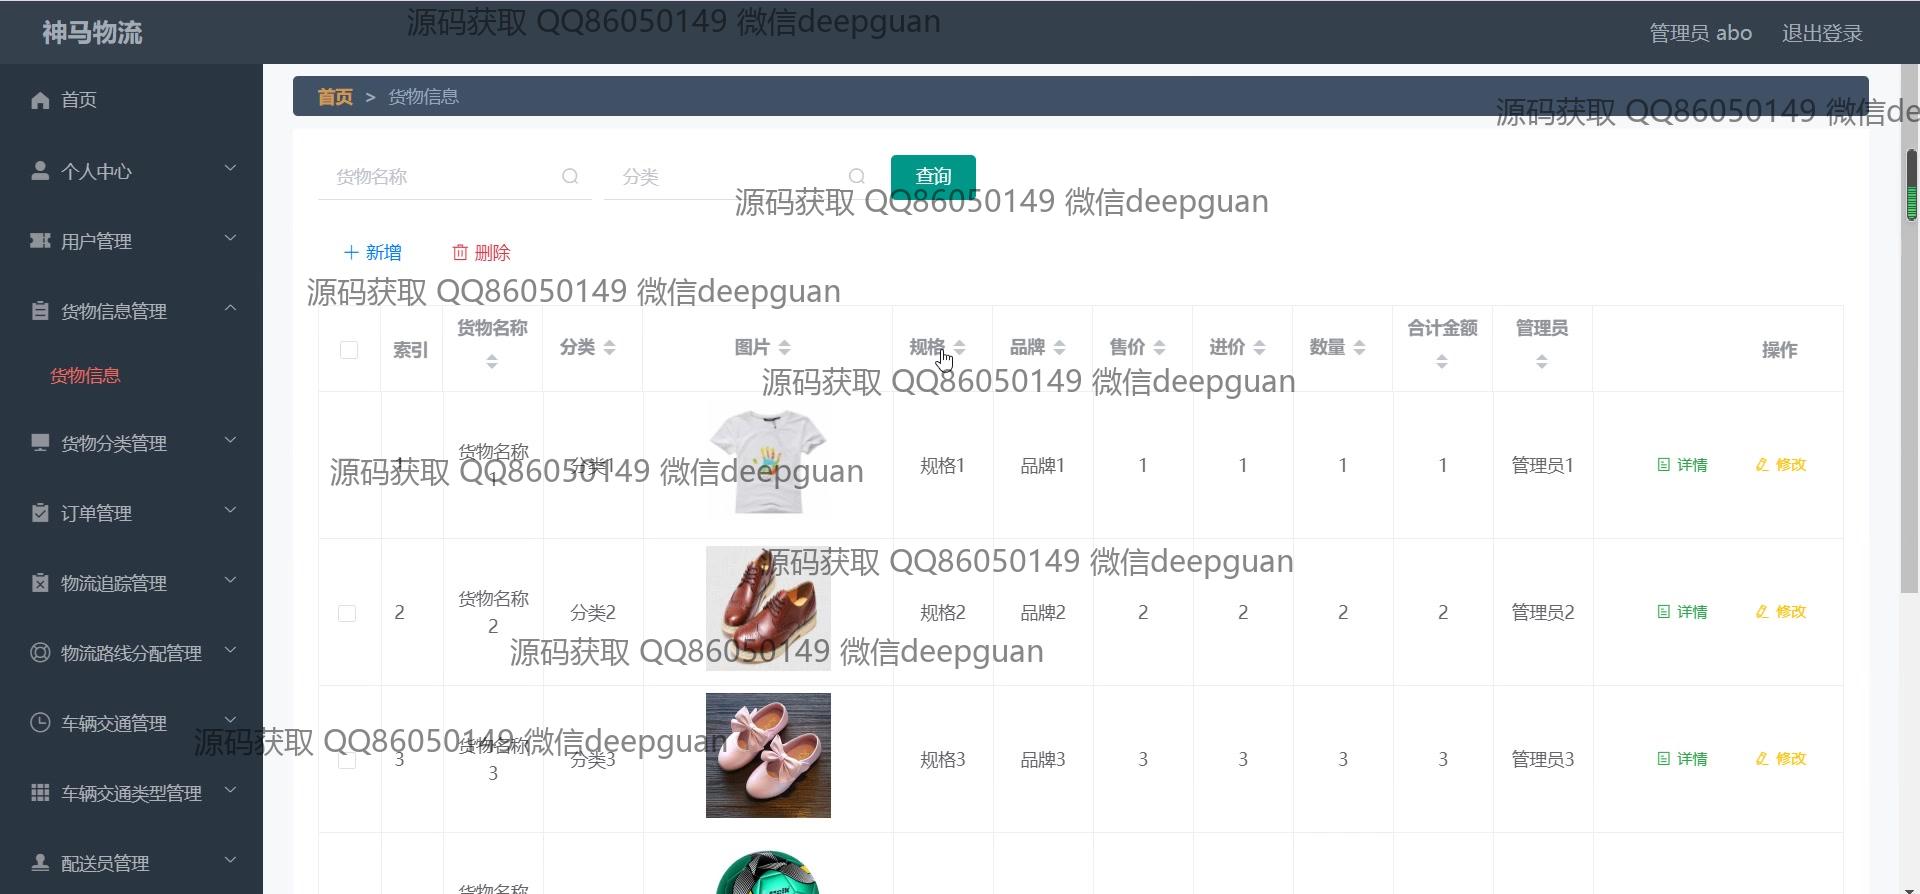 神马物流
源码获取 QQ86050149 微信deepguan
管理员 abo
退出登录
首页
个人中心
用户管理
货物信息管理
货物信息
货物分类管理
订单管理
物流追踪管理
物流路线分配管理
车辆交通管理
车辆交通类型管理
配送员管理
首页 > 货物信息
源码获取 QQ86050149 微信de
货物名称
分类
查询
源码获取 QQ86050149 微信deepguan
新增
删除
源码获取 QQ86050149 微信deepguan
索引 货物名称 分类 图片 规格 品牌 售价 进价 数量 合计金额 管理员 操作
源码获取 QQ86050149 微信deepguan
1 货物名称1 分类1 规格1 品牌1 1 1 1 1 管理员1 详情 修改
源码获取 QQ86050149 微信deepguan
源码获取 QQ86050149 微信deepguan
2 货物名称2 分类2 规格2 品牌2 2 2 2 2 管理员2 详情 修改
源码获取 QQ86050149 微信deepguan
源码获取 QQ86050149 微信deepguan
3 货物名称3 分类3 规格3 品牌3 3 3 3 3 管理员3 详情 修改
货物名称